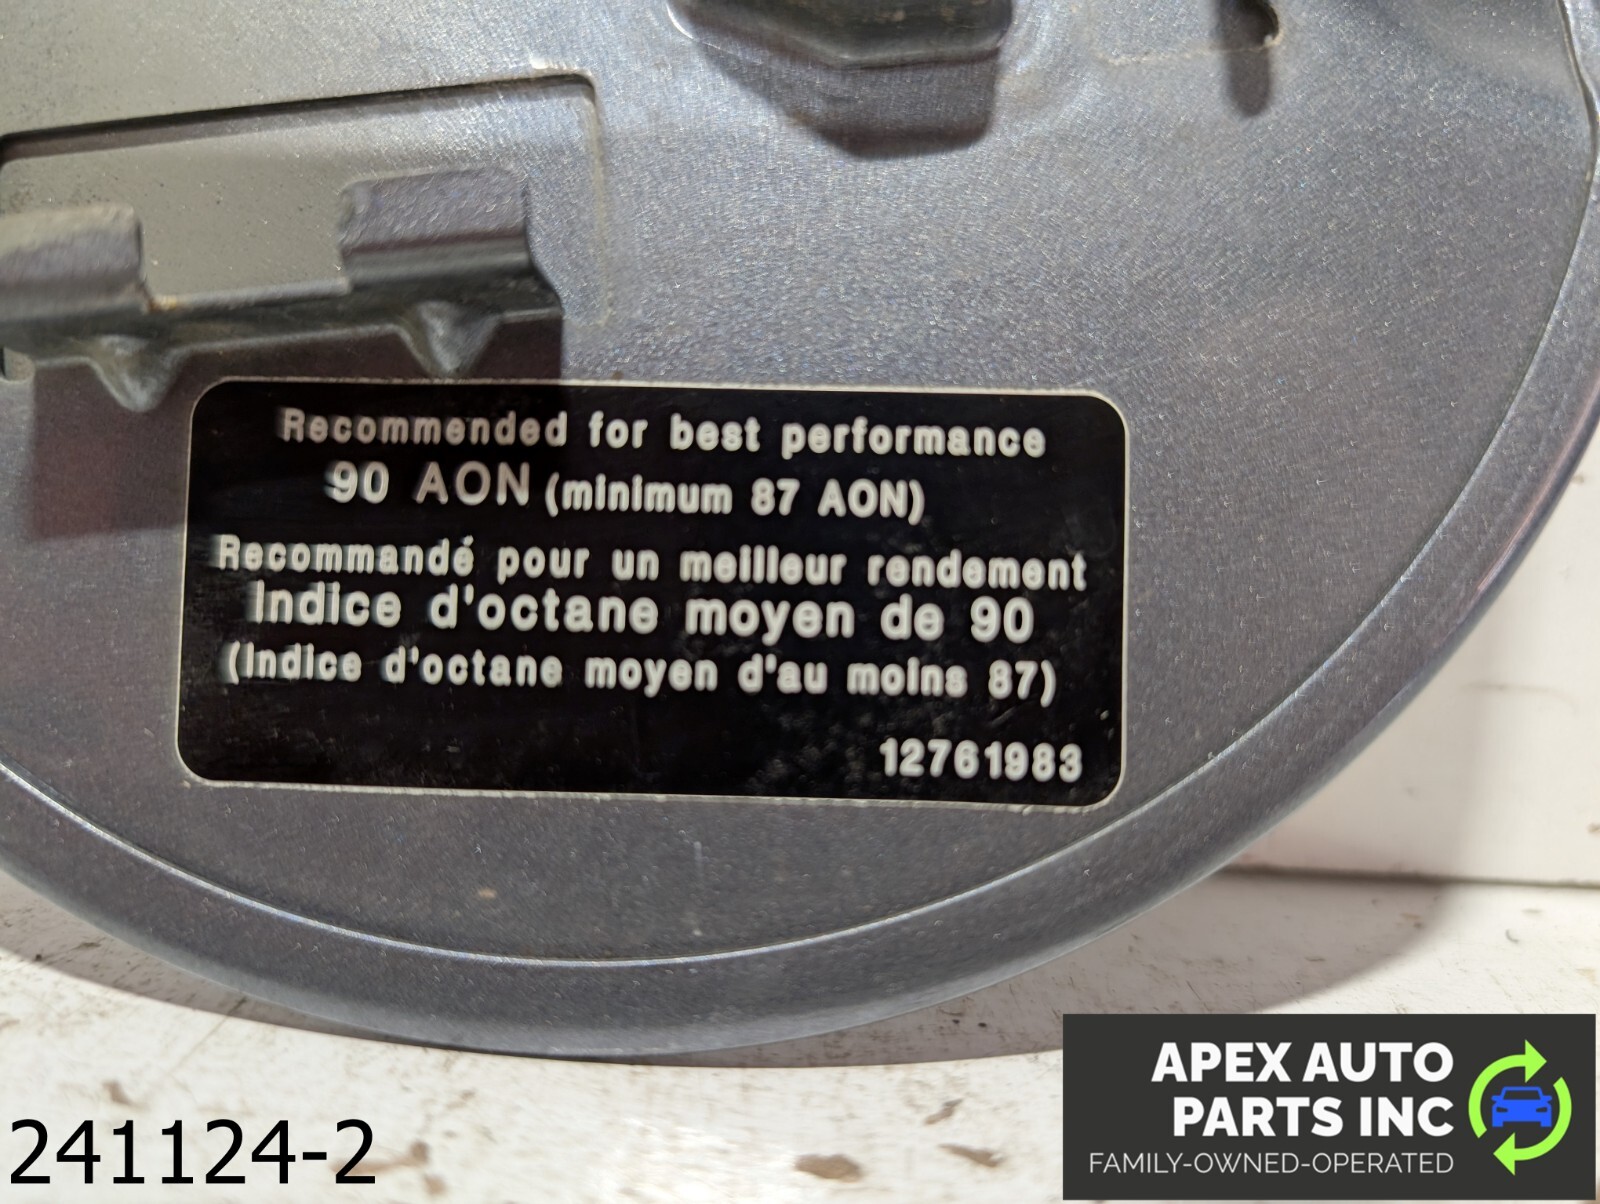 Recommended for best performance
90 AON (minimum 87 AON)
Recommandé pour un meilleur rendement
Indice d'octane moyen de 90
(Indice d'octane moyen d'au moins 87)
12761983
241124-2
APEX AUTO
PARTS INC
FAMILY-OWNED-OPERATED